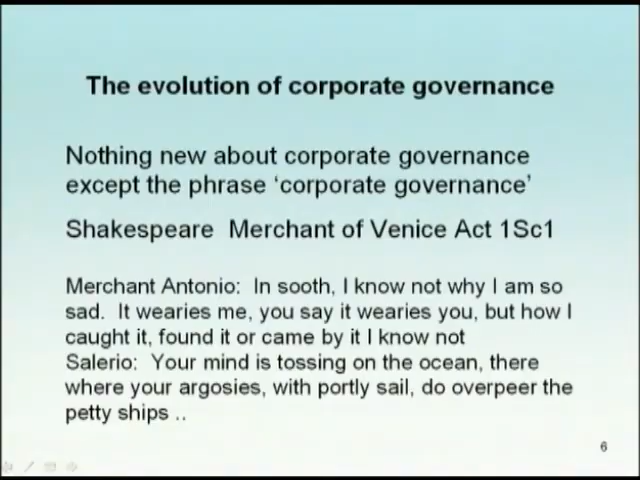 The evolution of corporate governance
Nothing new about corporate governance
except the phrase ‘corporate governance’
Shakespeare  Merchant of Venice Act 1Sc1
Merchant Antonio:  In sooth, I know not why I am so
sad.  It wearies me, you say it wearies you, but how I
caught it, found it or came by it I know not
Salerio:  Your mind is tossing on the ocean, there
where your argosies, with portly sail, do overpeer the
petty ships ..
6